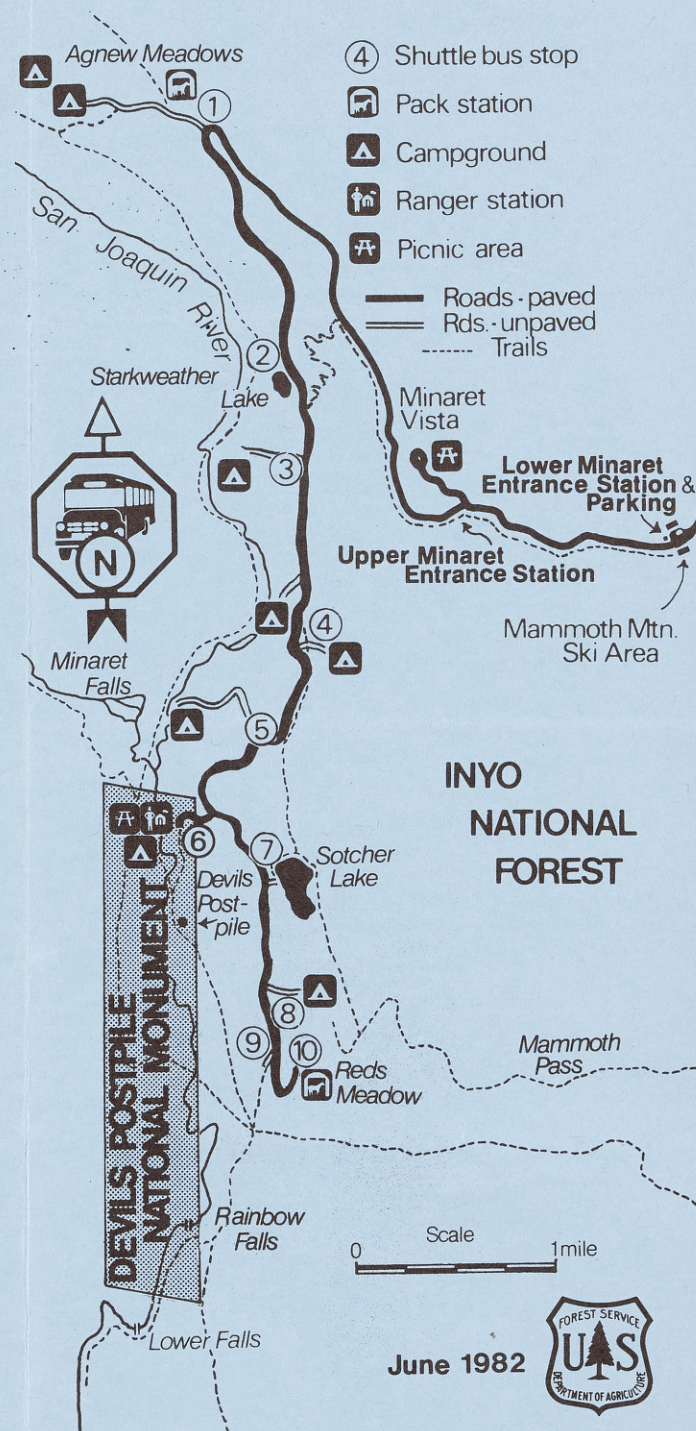 Agnew Meadows
1
4 Shuttle bus stop
Pack station
Campground
Ranger station
Picnic area
Roads - paved
Rds. - unpaved
Trails
San Joaquin River
2
Starkweather
Lake
3
Minaret
Vista
Lower Minaret
Entrance Station &
Parking
Upper Minaret
Entrance Station
Mammoth Mtn.
Ski Area
N
4
Minaret
Falls
5
INYO
NATIONAL
FOREST
6
7
Sotcher
Lake
Devils
Post-
pile
DEVILS POSTPILE
NATIONAL MONUMENT
8
9
10
Reds
Meadow
Mammoth
Pass
Rainbow
Falls
Scale
0 1 mile
Lower Falls
June 1982
FOREST SERVICE
U S
DEPARTMENT OF AGRICULTURE